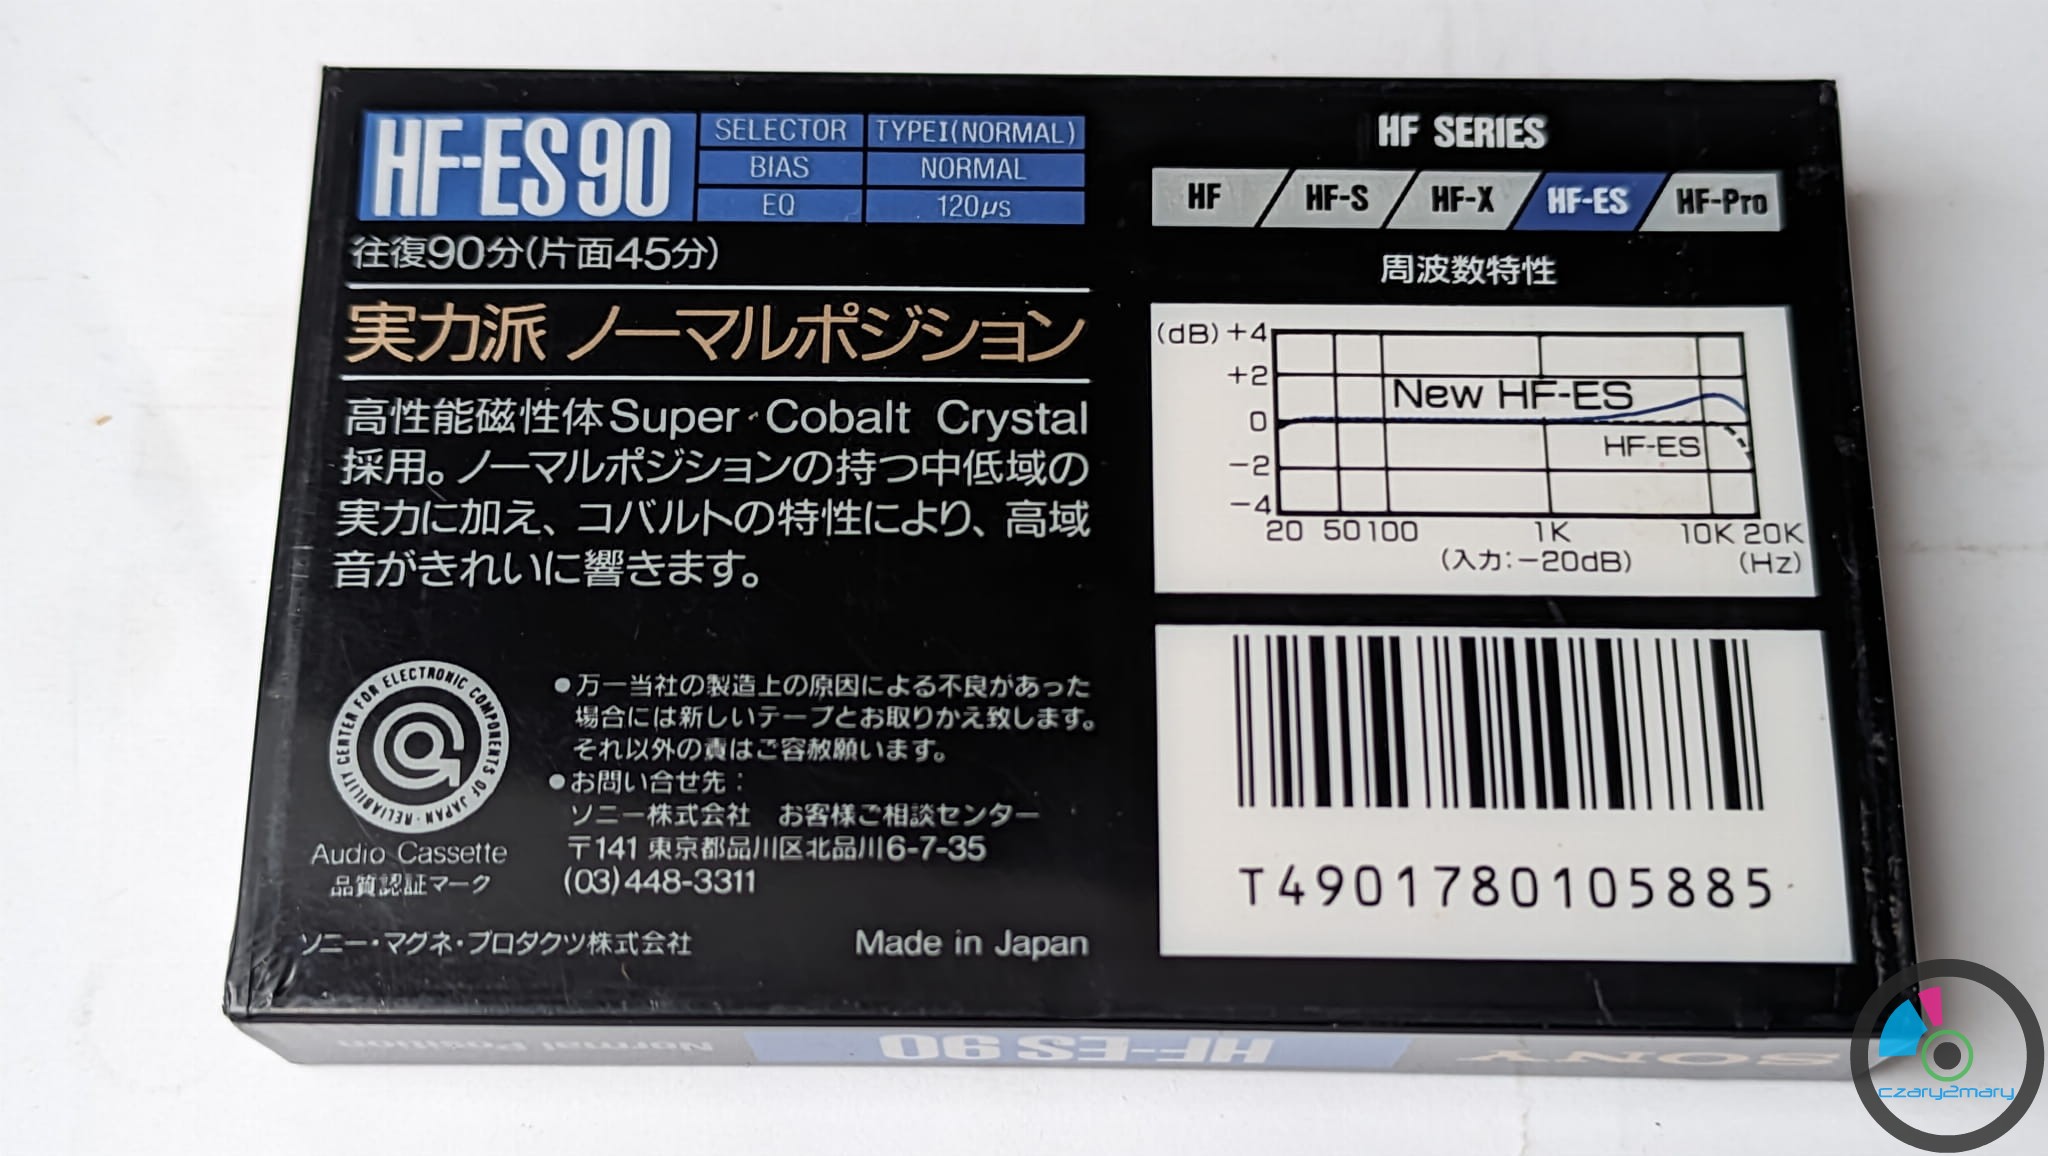 HF-ES90
SELECTOR TYPEI(NORMAL)
BIAS NORMAL
EQ 120μs
往復90分(片面45分)
実力派 ノーマルポジション
高性能磁性体Super Cobalt Crystal
採用。ノーマルポジションの持つ中低域の
実力に加え、コバルトの特性により、高域
音がきれいに響きます。
RELIABILITY CENTER FOR ELECTRONIC COMPONENTS OF JAPAN
Audio Cassette
品質認証マーク
●万一当社の製造上の原因による不良があった
場合には新しいテープとお取りかえ致します。
それ以外の責はご容赦願います。
●お問い合せ先:
ソニー株式会社 お客様ご相談センター
〒141 東京都品川区北品川6-7-35
(03)448-3311
ソニー・マグネ・プロダクツ株式会社
Made in Japan
HF SERIES
HF HF-S HF-X HF-ES HF-Pro
周波数特性
(dB) +4
+2
0
-2
-4
New HF-ES
HF-ES
20 50 100 1K 10K 20K
(入力:-20dB) (Hz)
T4901780105885
SONY HF-ES 90 Normal Position
czary2mary